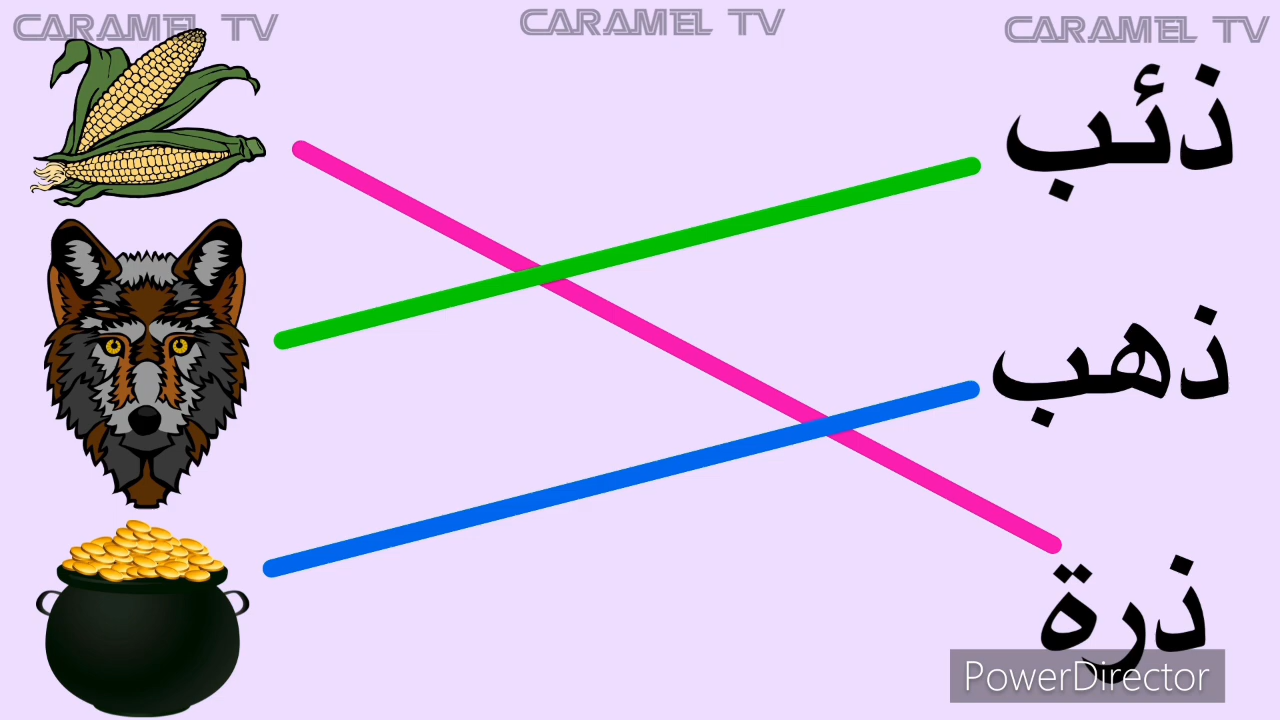 CARAMEL TV CARAMEL TV CARAMEL TV
ذئب
ذهب
ذرة
PowerDirector